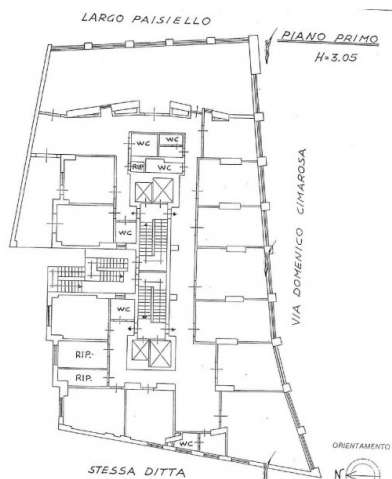 LARGO PAISIELLO
PIANO PRIMO
H=3.05
WC
WC
RIP.
WC
VIA DOMENICO CIMAROSA
WC
WC
RIP.
RIP.
WC
STESSA DITTA
ORIENTAMENTO
N